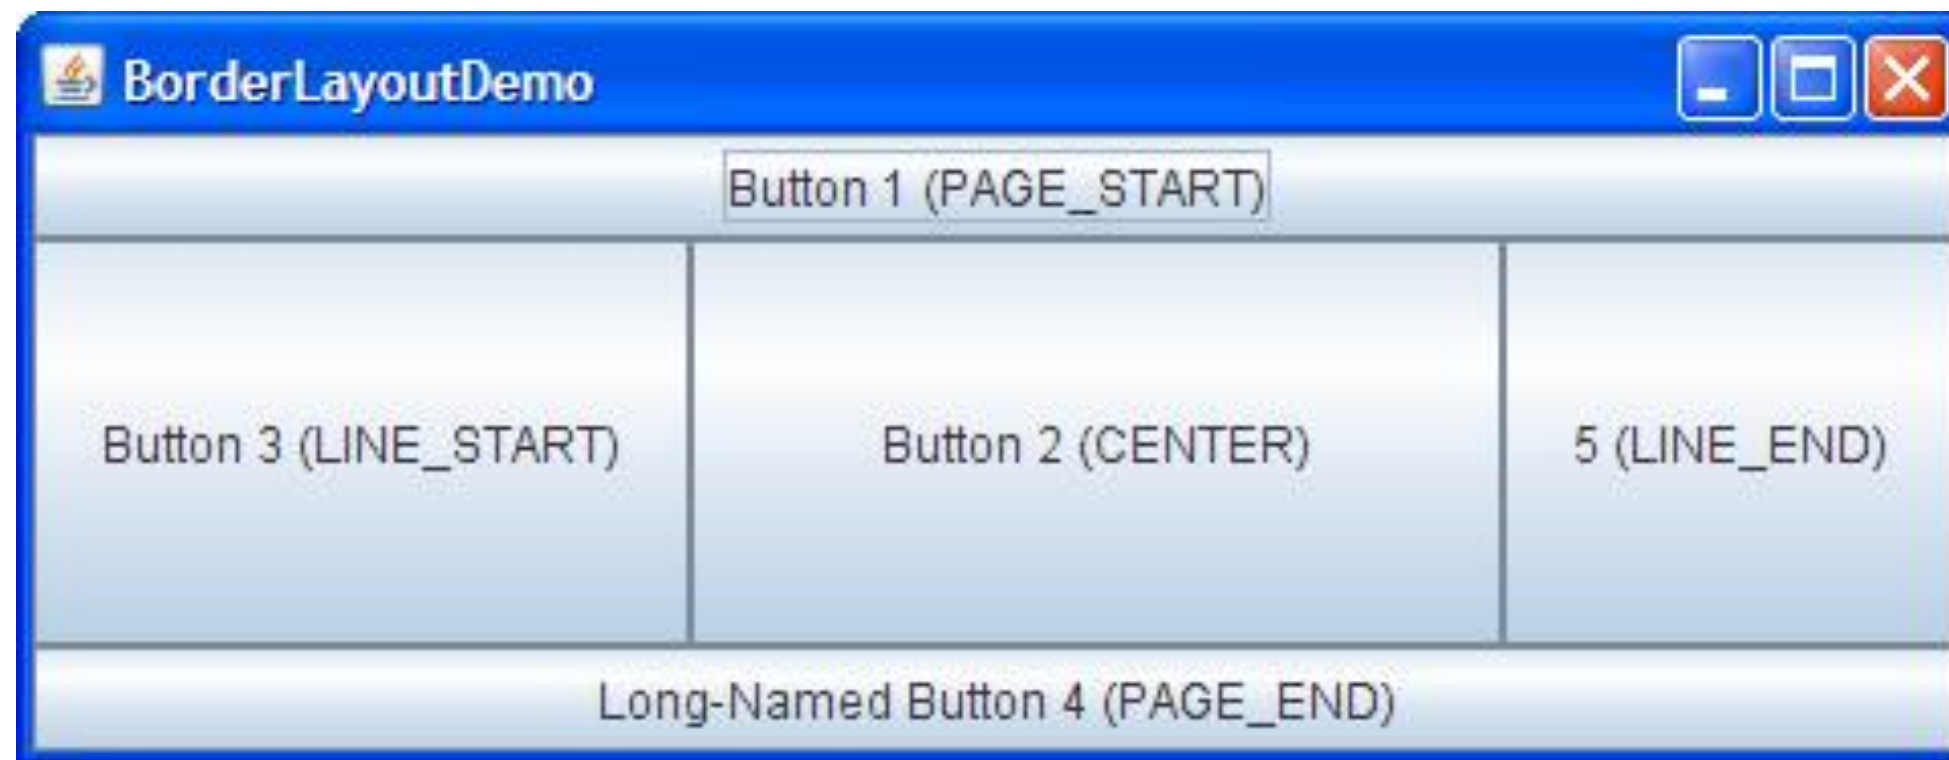 BorderLayoutDemo
Button 1 (PAGE_START)
Button 3 (LINE_START)
Button 2 (CENTER)
5 (LINE_END)
Long-Named Button 4 (PAGE_END)